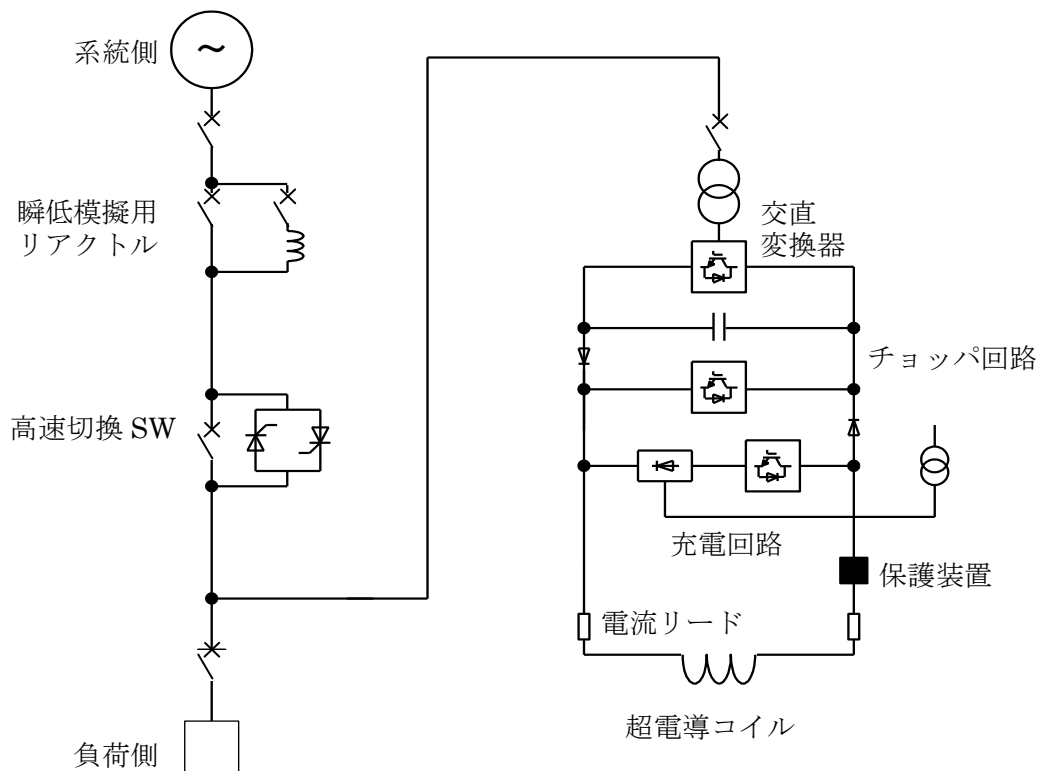 系統側
～
瞬低模擬用
リアクトル
交直
変換器
チョッパ回路
高速切換 SW
充電回路
保護装置
電流リード
超電導コイル
負荷側